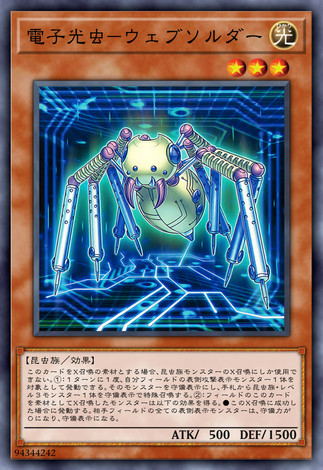 電子光虫－ウェブソルダー
光
【昆虫族／効果】
このカードをX召喚の素材とする場合、昆虫族モンスターのX召喚にしか使用で
きない。①：１ターンに１度、自分フィールドの表側攻撃表示モンスター１体を
対象として発動できる。そのモンスターを守備表示にし、手札から昆虫族・レベ
ル３モンスター１体を守備表示で特殊召喚する。②：フィールドのこのカード
を素材としてX召喚したモンスターは以下の効果を得る。●このX召喚に成功し
た場合に発動する。相手フィールドの全ての表側表示モンスターは、守備力が
０になり、守備表示になる。
ATK/ 500 DEF/1500
94344242